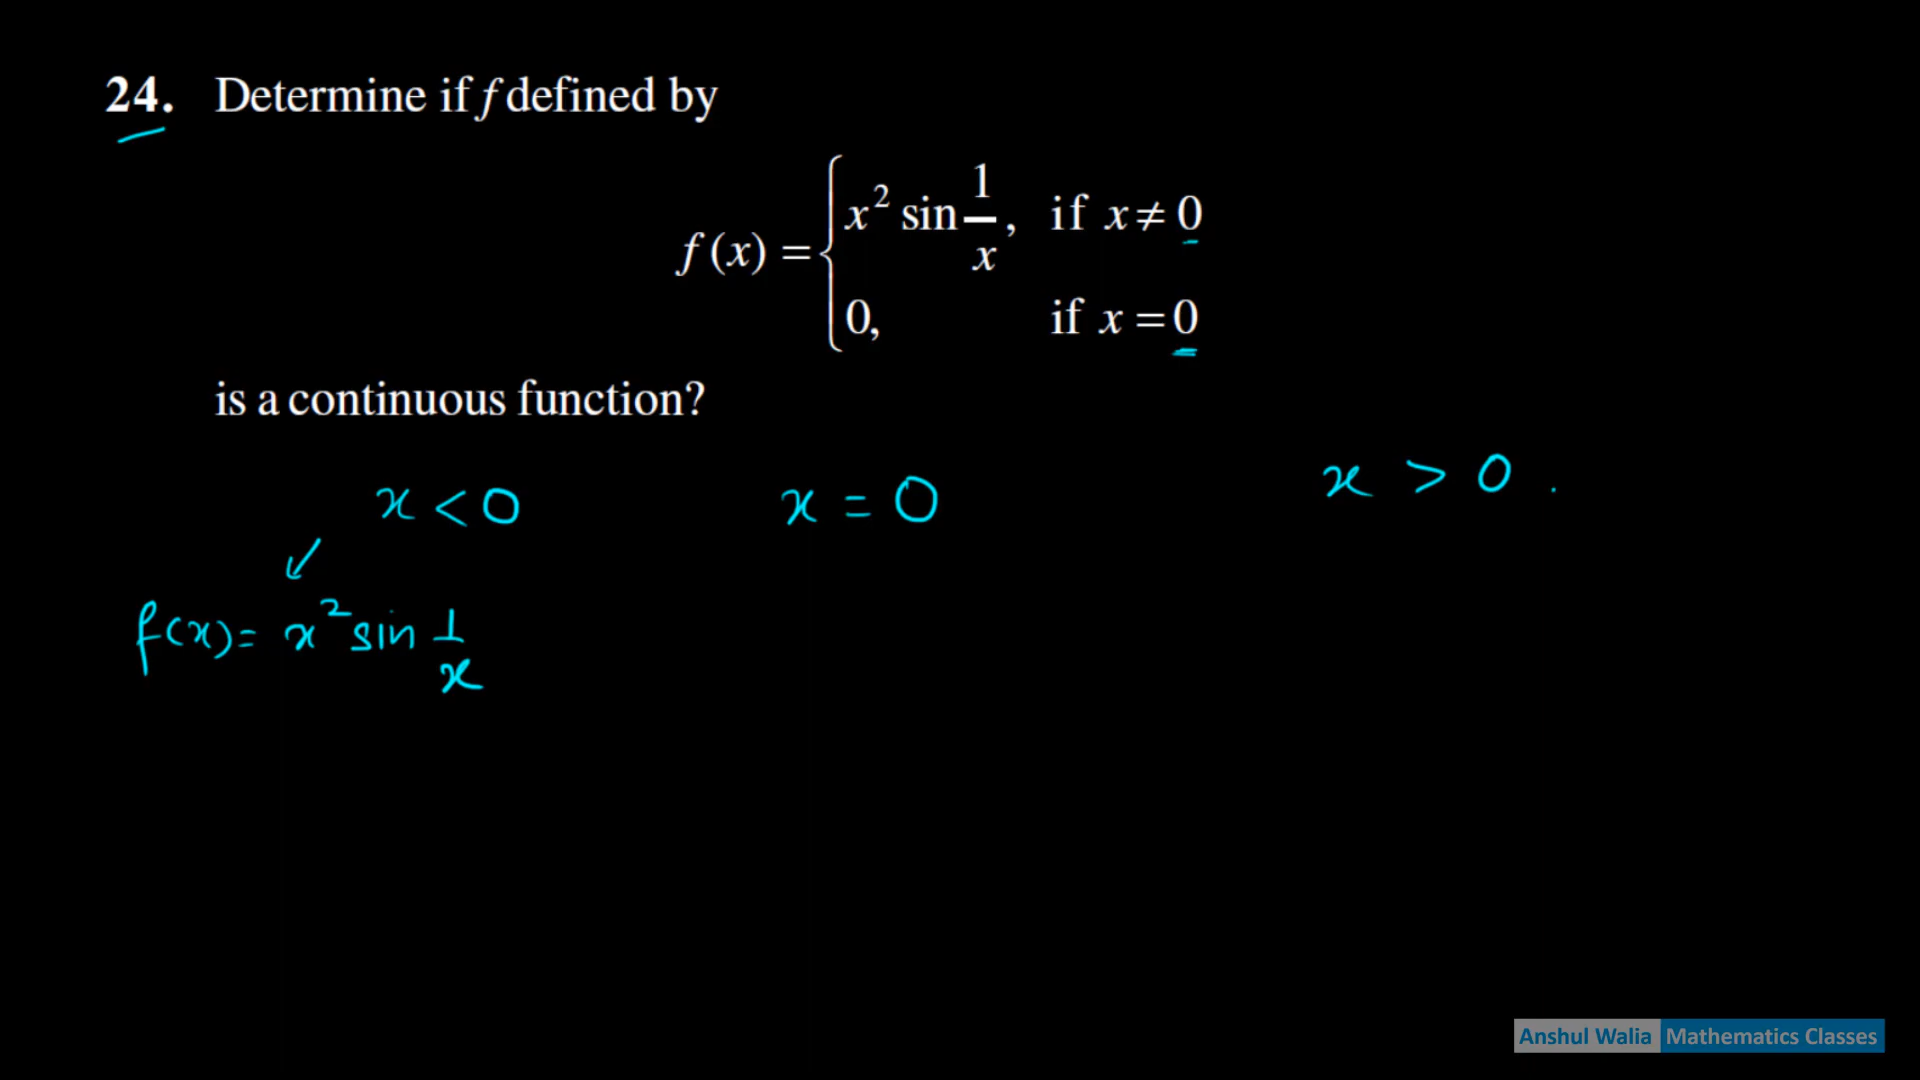 24. Determine if f defined by
f(x) = { x² sin 1/x, if x ≠ 0
0, if x = 0
is a continuous function?
x < 0 x = 0 x > 0 .
f(x) = x² sin 1/x
Anshul Walia Mathematics Classes